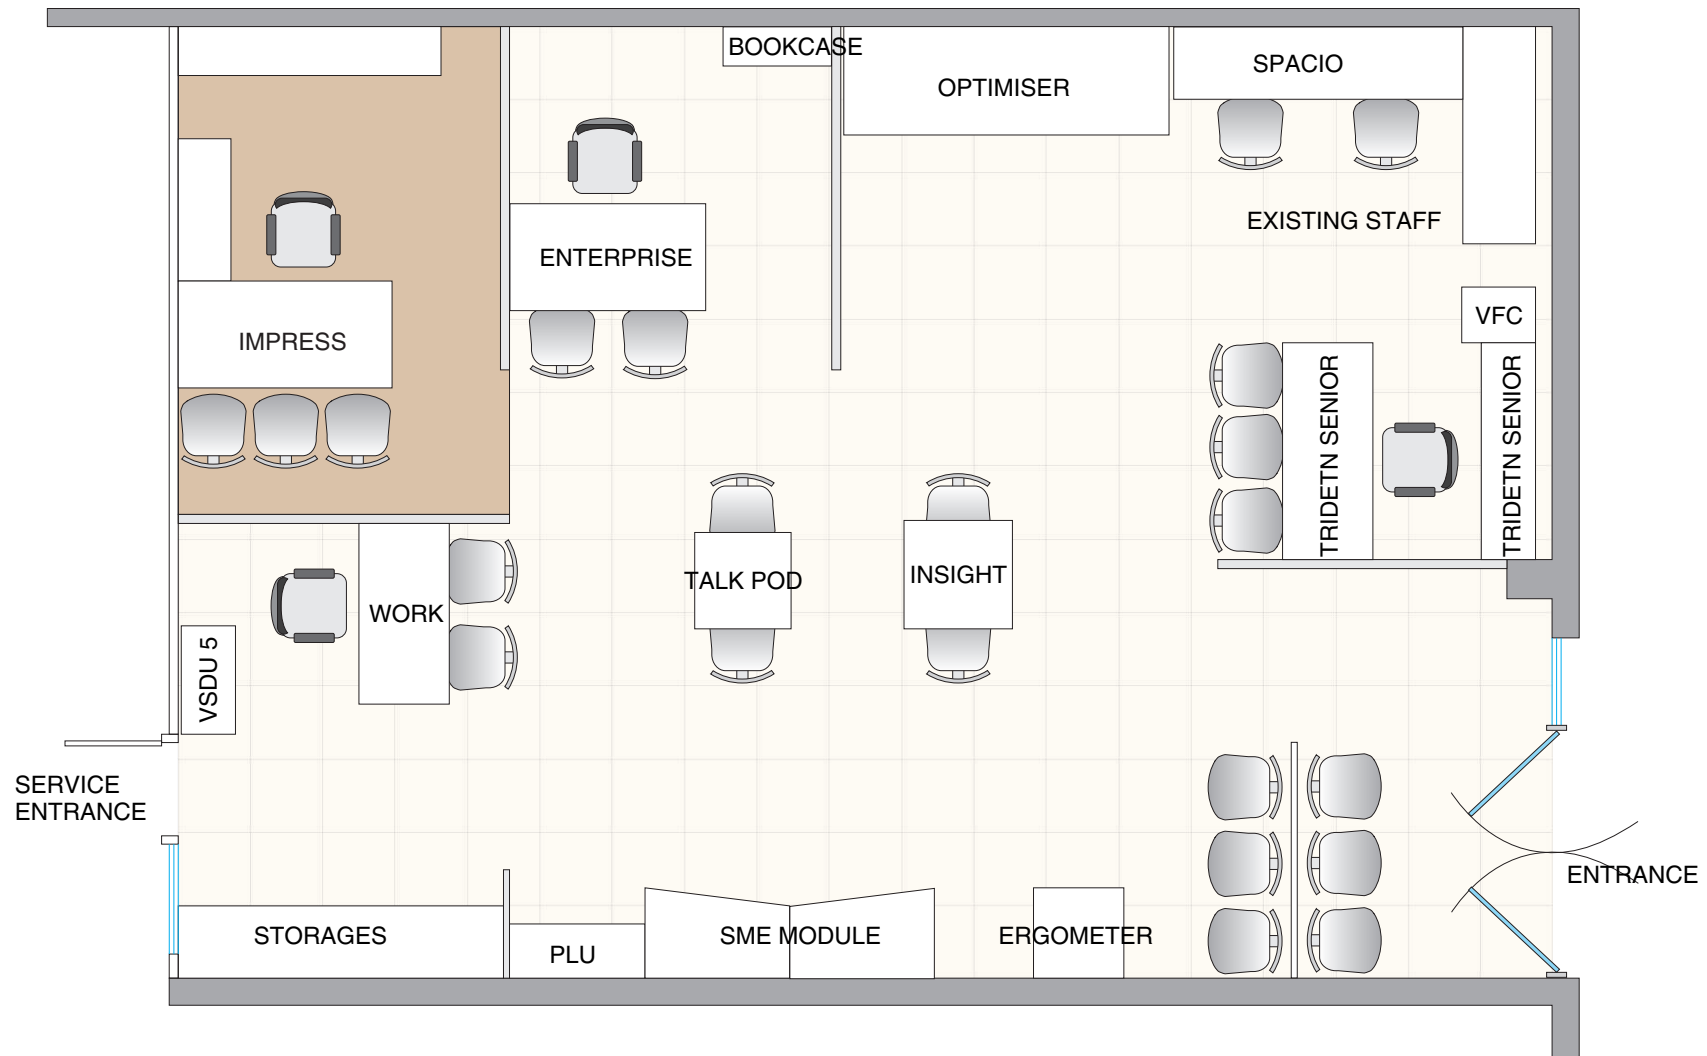 BOOKCASE
OPTIMISER
SPACIO
EXISTING STAFF
ENTERPRISE
IMPRESS
VFC
TRIDETN SENIOR
TRIDETN SENIOR
TALK POD
INSIGHT
WORK
VSDU 5
SERVICE
ENTRANCE
ENTRANCE
STORAGES
PLU
SME MODULE
ERGOMETER